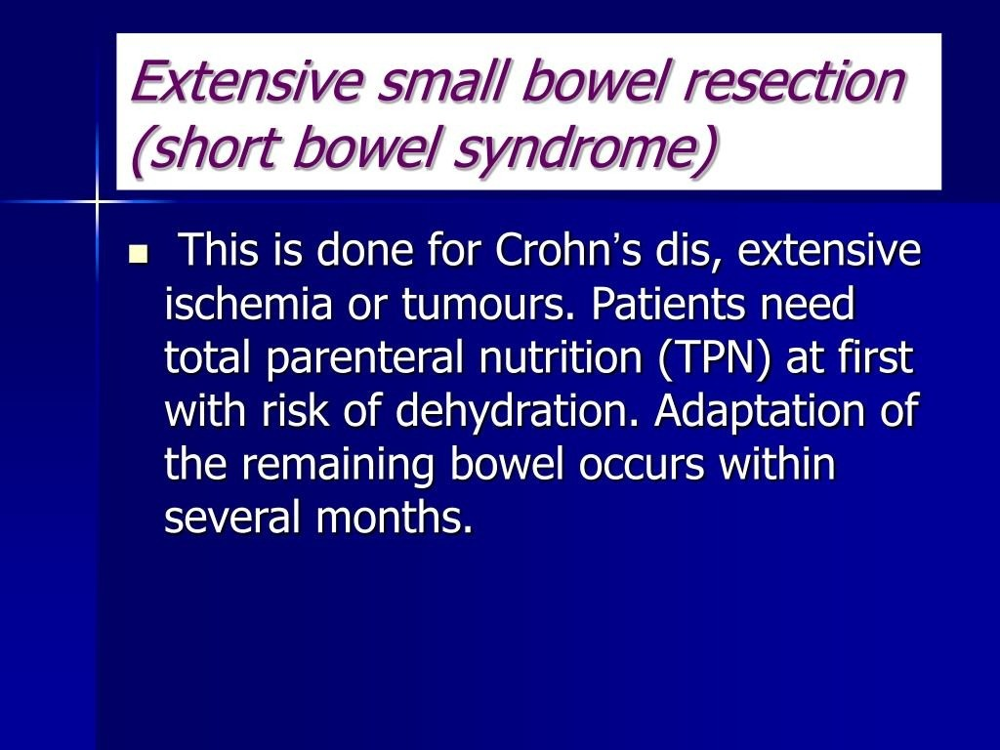 Extensive small bowel resection
(short bowel syndrome)
This is done for Crohn’s dis, extensive
ischemia or tumours. Patients need
total parenteral nutrition (TPN) at first
with risk of dehydration. Adaptation of
the remaining bowel occurs within
several months.